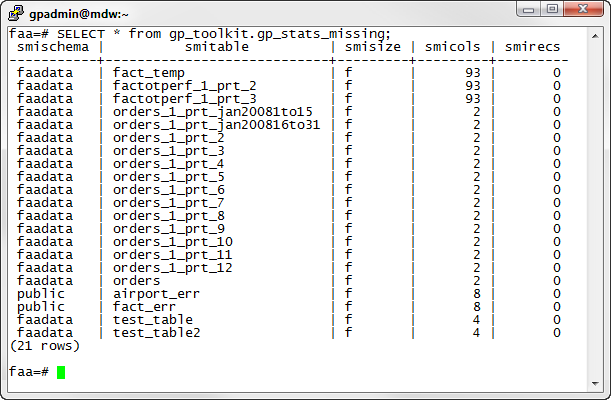 gpadmin@mdw:~
faa=# SELECT * from gp_toolkit.gp_stats_missing;
 smischema |         smitable          | smisize | smicols | smirecs
-----------+---------------------------+---------+---------+---------
 faadata   | fact_temp                 | f       |      93 |       0
 faadata   | factotperf_1_prt_2        | f       |      93 |       0
 faadata   | factotperf_1_prt_3        | f       |      93 |       0
 faadata   | orders_1_prt_jan20081to15 | f       |       2 |       0
 faadata   | orders_1_prt_jan200816to31 | f       |       2 |       0
 faadata   | orders_1_prt_2            | f       |       2 |       0
 faadata   | orders_1_prt_3            | f       |       2 |       0
 faadata   | orders_1_prt_4            | f       |       2 |       0
 faadata   | orders_1_prt_5            | f       |       2 |       0
 faadata   | orders_1_prt_6            | f       |       2 |       0
 faadata   | orders_1_prt_7            | f       |       2 |       0
 faadata   | orders_1_prt_8            | f       |       2 |       0
 faadata   | orders_1_prt_9            | f       |       2 |       0
 faadata   | orders_1_prt_10           | f       |       2 |       0
 faadata   | orders_1_prt_11           | f       |       2 |       0
 faadata   | orders_1_prt_12           | f       |       2 |       0
 faadata   | orders                    | f       |       2 |       0
 public    | airport_err               | f       |       8 |       0
 public    | fact_err                  | f       |       8 |       0
 faadata   | test_table                | f       |       4 |       0
 faadata   | test_table2               | f       |       4 |       0
(21 rows)
faa=#